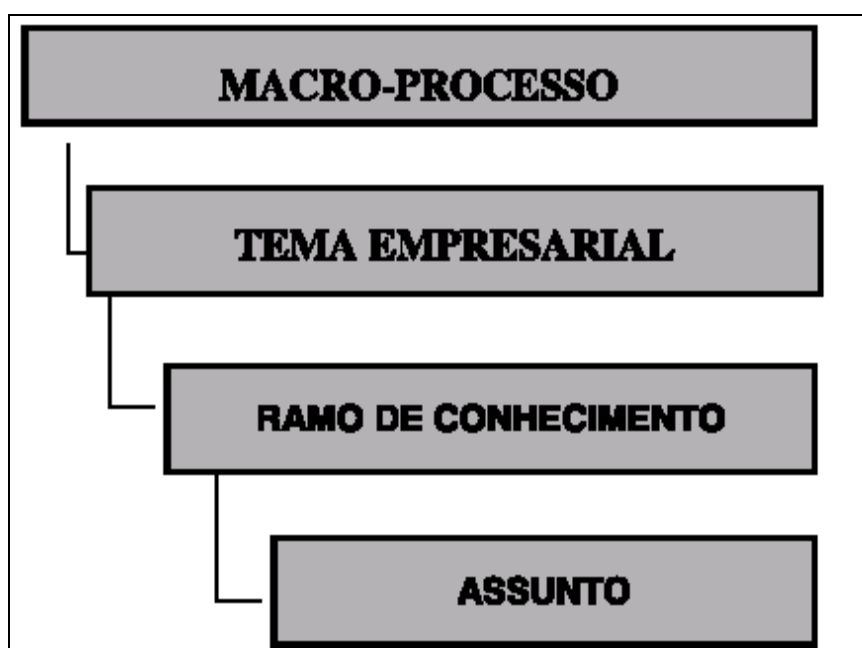 MACRO-PROCESSO
TEMA EMPRESARIAL
RAMO DE CONHECIMENTO
ASSUNTO